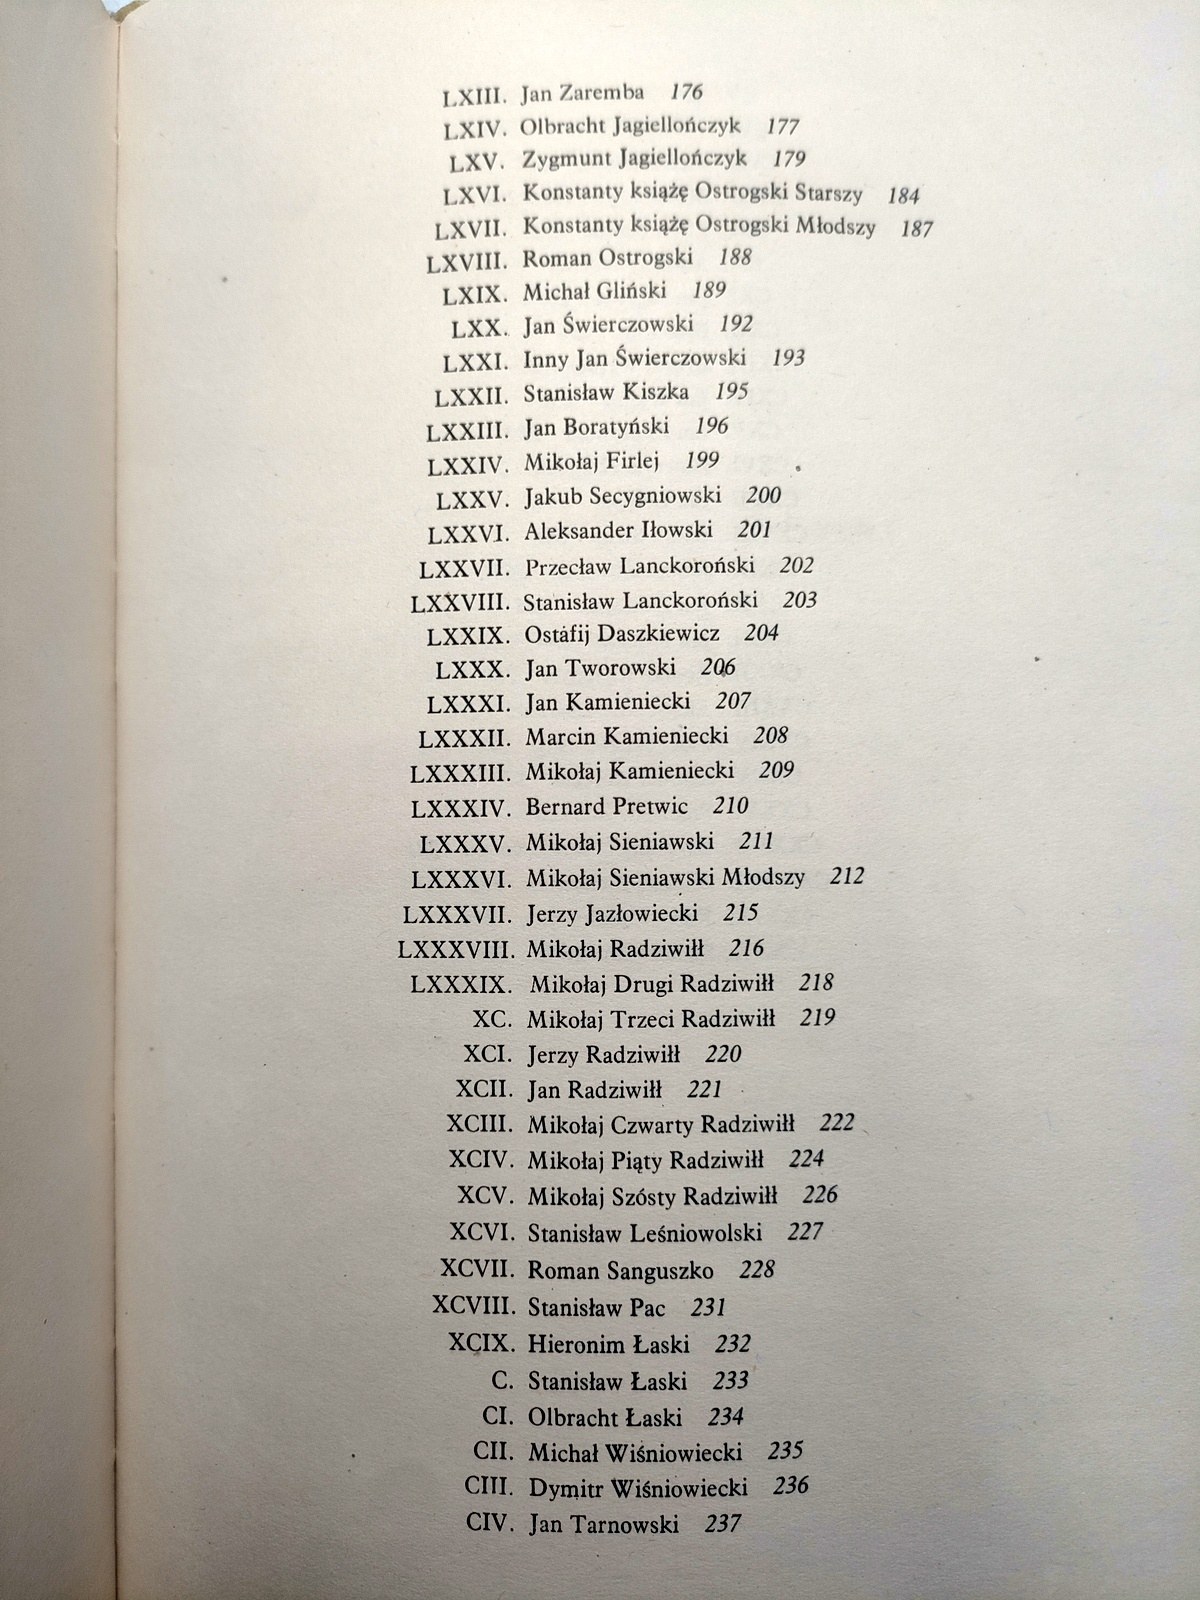 LXIII. Jan Zaremba 176
LXIV. Olbracht Jagiellończyk 177
LXV. Zygmunt Jagiellończyk 179
LXVI. Konstanty książę Ostrogski Starszy 184
LXVII. Konstanty książę Ostrogski Młodszy 187
LXVIII. Roman Ostrogski 188
LXIX. Michał Gliński 189
LXX. Jan Świerczowski 192
LXXI. Inny Jan Świerczowski 193
LXXII. Stanisław Kiszka 195
LXXIII. Jan Boratyński 196
LXXIV. Mikołaj Firlej 199
LXXV. Jakub Secygniowski 200
LXXVI. Aleksander Iłowski 201
LXXVII. Przecław Lanckoroński 202
LXXVIII. Stanisław Lanckoroński 203
LXXIX. Ostafij Daszkiewicz 204
LXXX. Jan Tworowski 206
LXXXI. Jan Kamieniecki 207
LXXXII. Marcin Kamieniecki 208
LXXXIII. Mikołaj Kamieniecki 209
LXXXIV. Bernard Pretwic 210
LXXXV. Mikołaj Sieniawski 211
LXXXVI. Mikołaj Sieniawski Młodszy 212
LXXXVII. Jerzy Jazłowiecki 215
LXXXVIII. Mikołaj Radziwiłł 216
LXXXIX. Mikołaj Drugi Radziwiłł 218
XC. Mikołaj Trzeci Radziwiłł 219
XCI. Jerzy Radziwiłł 220
XCII. Jan Radziwiłł 221
XCIII. Mikołaj Czwarty Radziwiłł 222
XCIV. Mikołaj Piąty Radziwiłł 224
XCV. Mikołaj Szósty Radziwiłł 226
XCVI. Stanisław Leśniowolski 227
XCVII. Roman Sanguszko 228
XCVIII. Stanisław Pac 231
XCIX. Hieronim Łaski 232
C. Stanisław Łaski 233
CI. Olbracht Łaski 234
CII. Michał Wiśniowiecki 235
CIII. Dymitr Wiśniowiecki 236
CIV. Jan Tarnowski 237